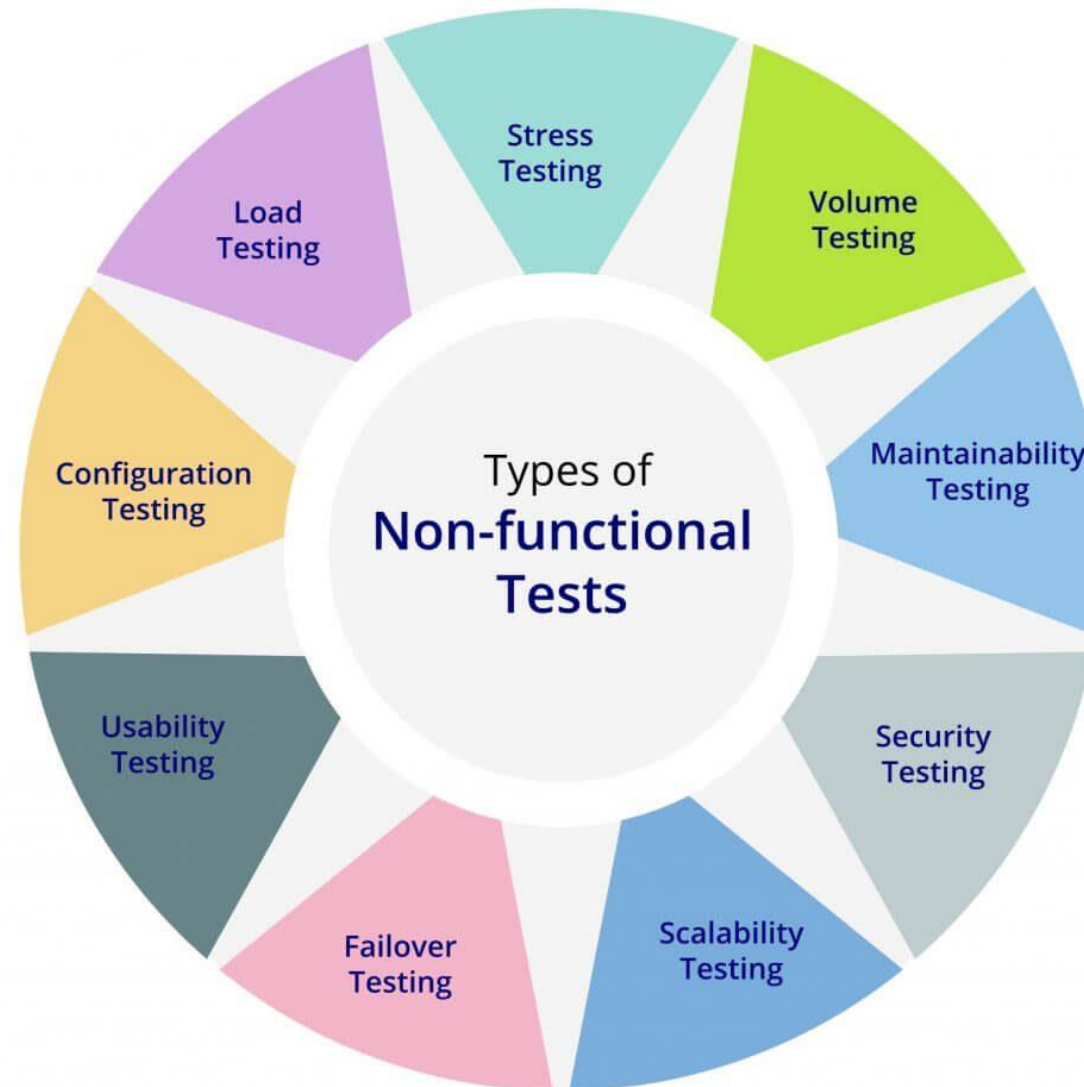 Stress
Testing
Volume
Testing
Maintainability
Testing
Security
Testing
Scalability
Testing
Failover
Testing
Usability
Testing
Configuration
Testing
Load
Testing
Types of
Non-functional
Tests